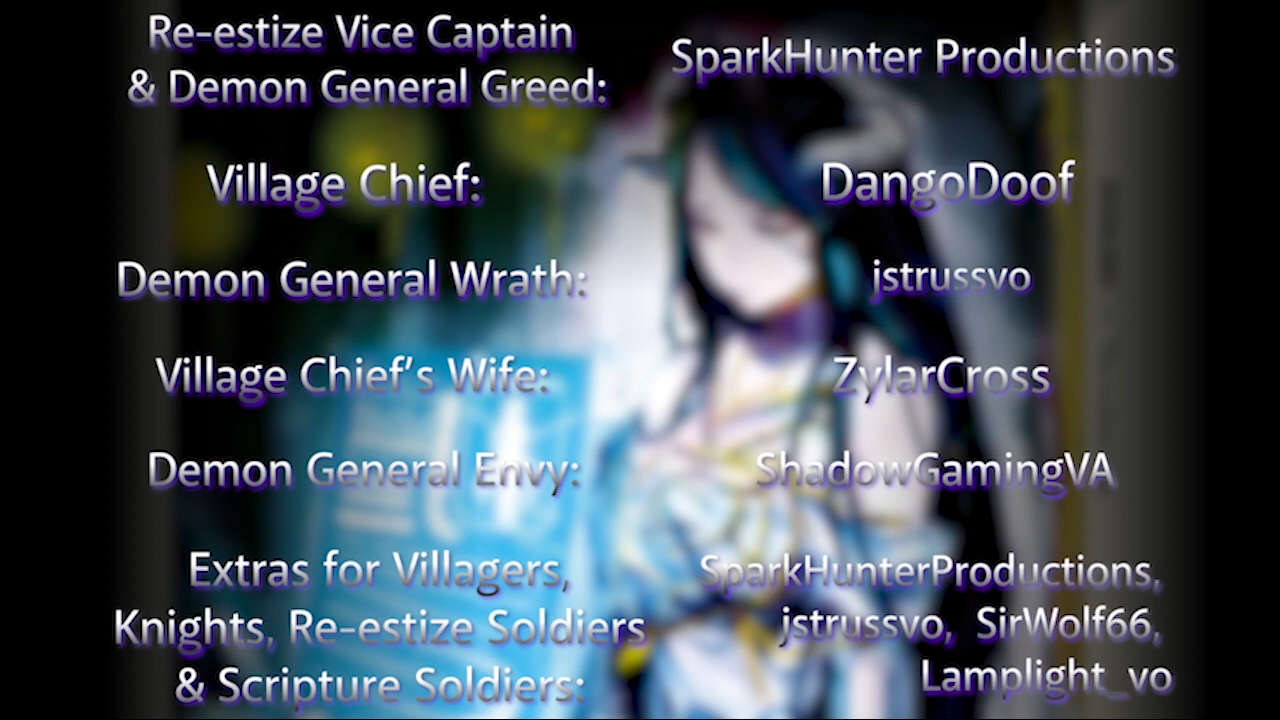 Re-estize Vice Captain
& Demon General Greed:
SparkHunter Productions
Village Chief:
DangoDoof
Demon General Wrath:
jstrussvo
Village Chief's Wife:
ZylarCross
Demon General Envy:
ShadowGamingVA
Extras for Villagers,
Knights, Re-estize Soldiers
& Scripture Soldiers:
SparkHunterProductions,
jstrussvo, SirWolf66,
Lamplight_vo